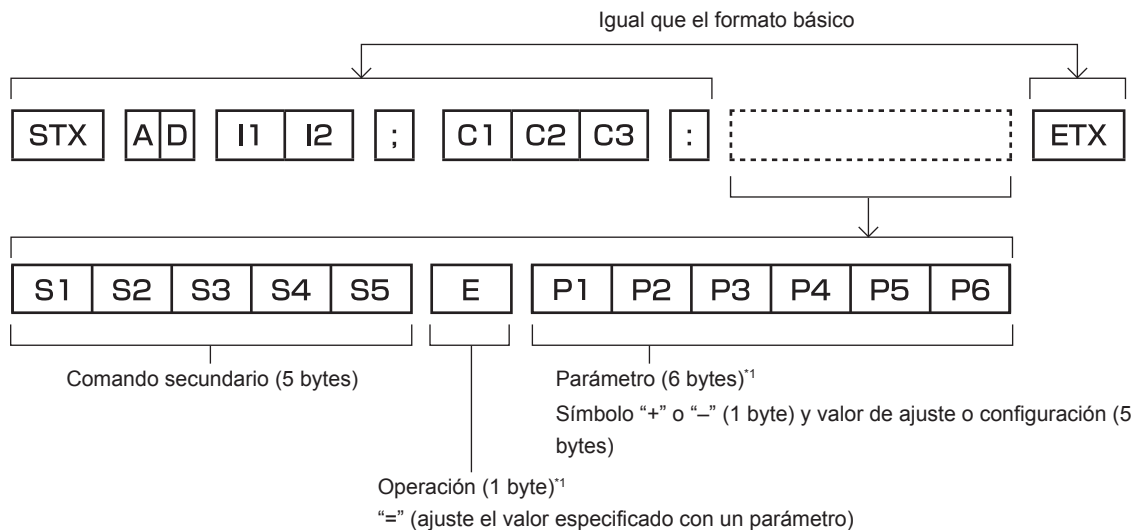 Igual que el formato básico
STX A D I1 I2 ; C1 C2 C3 : ETX
S1 S2 S3 S4 S5 E P1 P2 P3 P4 P5 P6
Comando secundario (5 bytes)
Parámetro (6 bytes)*1
Símbolo “+” o “–” (1 byte) y valor de ajuste o configuración (5
bytes)
Operación (1 byte)*1
“=” (ajuste el valor especificado con un parámetro)